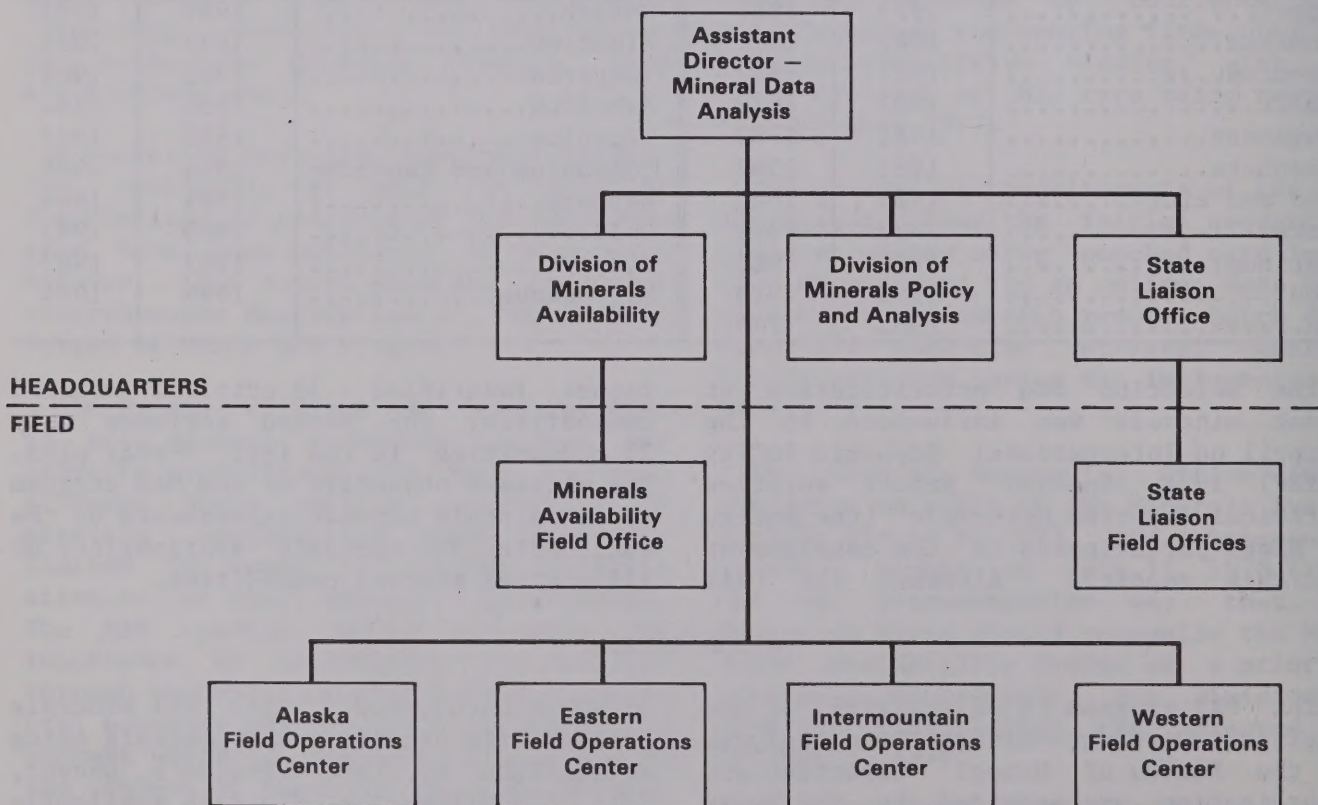 Assistant
Director —
Mineral Data
Analysis
Division of
Minerals
Availability
Division of
Minerals Policy
and Analysis
State
Liaison
Office
HEADQUARTERS
FIELD
Minerals
Availability
Field Office
State
Liaison
Field Offices
Alaska
Field Operations
Center
Eastern
Field Operations
Center
Intermountain
Field Operations
Center
Western
Field Operations
Center